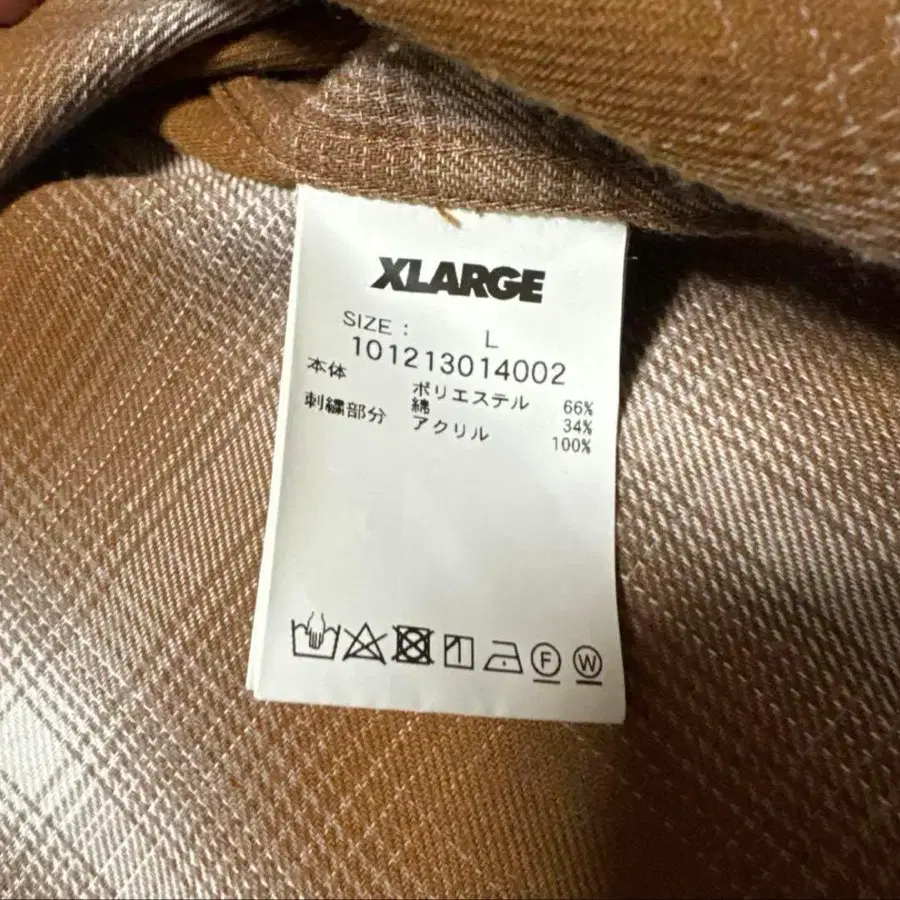 XLARGE
SIZE : L
101213014002
本体 ポリエステル 66%
綿 34%
刺繍部分 アクリル 100%
F W